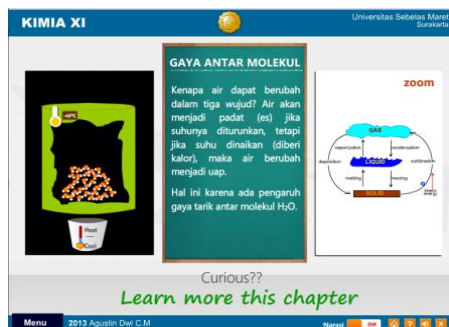 KIMIA XI
Universitas Sebelas Maret
Surakarta
-40°C
Heat
Cool
GAYA ANTAR MOLEKUL
Kenapa air dapat berubah
dalam tiga wujud? Air akan
menjadi padat (es) jika
suhunya diturunkan, tetapi
jika suhu dinaikan (diberi
kalor), maka air berubah
menjadi uap.
Hal ini karena ada pengaruh
gaya tarik antar molekul H₂O.
zoom
GAS
vaporization
condensation
deposition
LIQUID
sublimation
melting
freezing
SOLID
kinetic
energy
Curious??
Learn more this chapter
Menu
2013 Agustin Dwi C.M
Narasi
Off
?